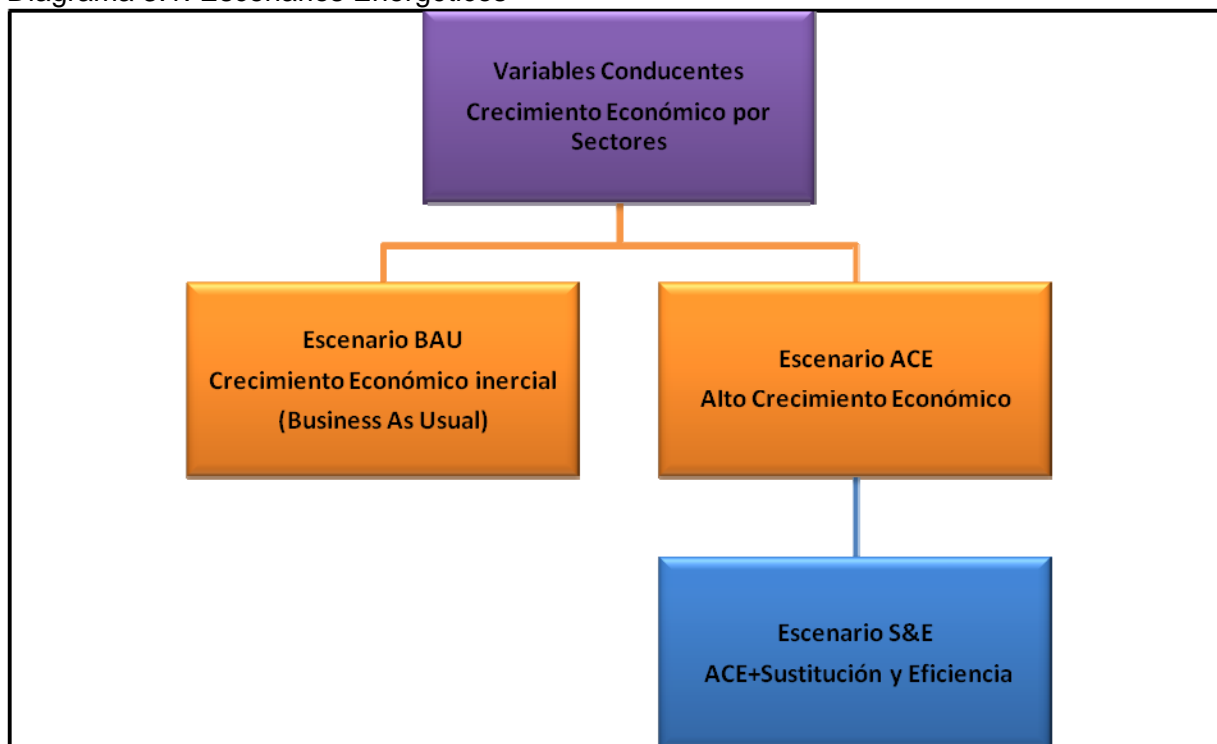 Variables Conducentes
Crecimiento Económico por
Sectores
Escenario BAU
Crecimiento Económico inercial
(Business As Usual)
Escenario ACE
Alto Crecimiento Económico
Escenario S&E
ACE+Sustitución y Eficiencia